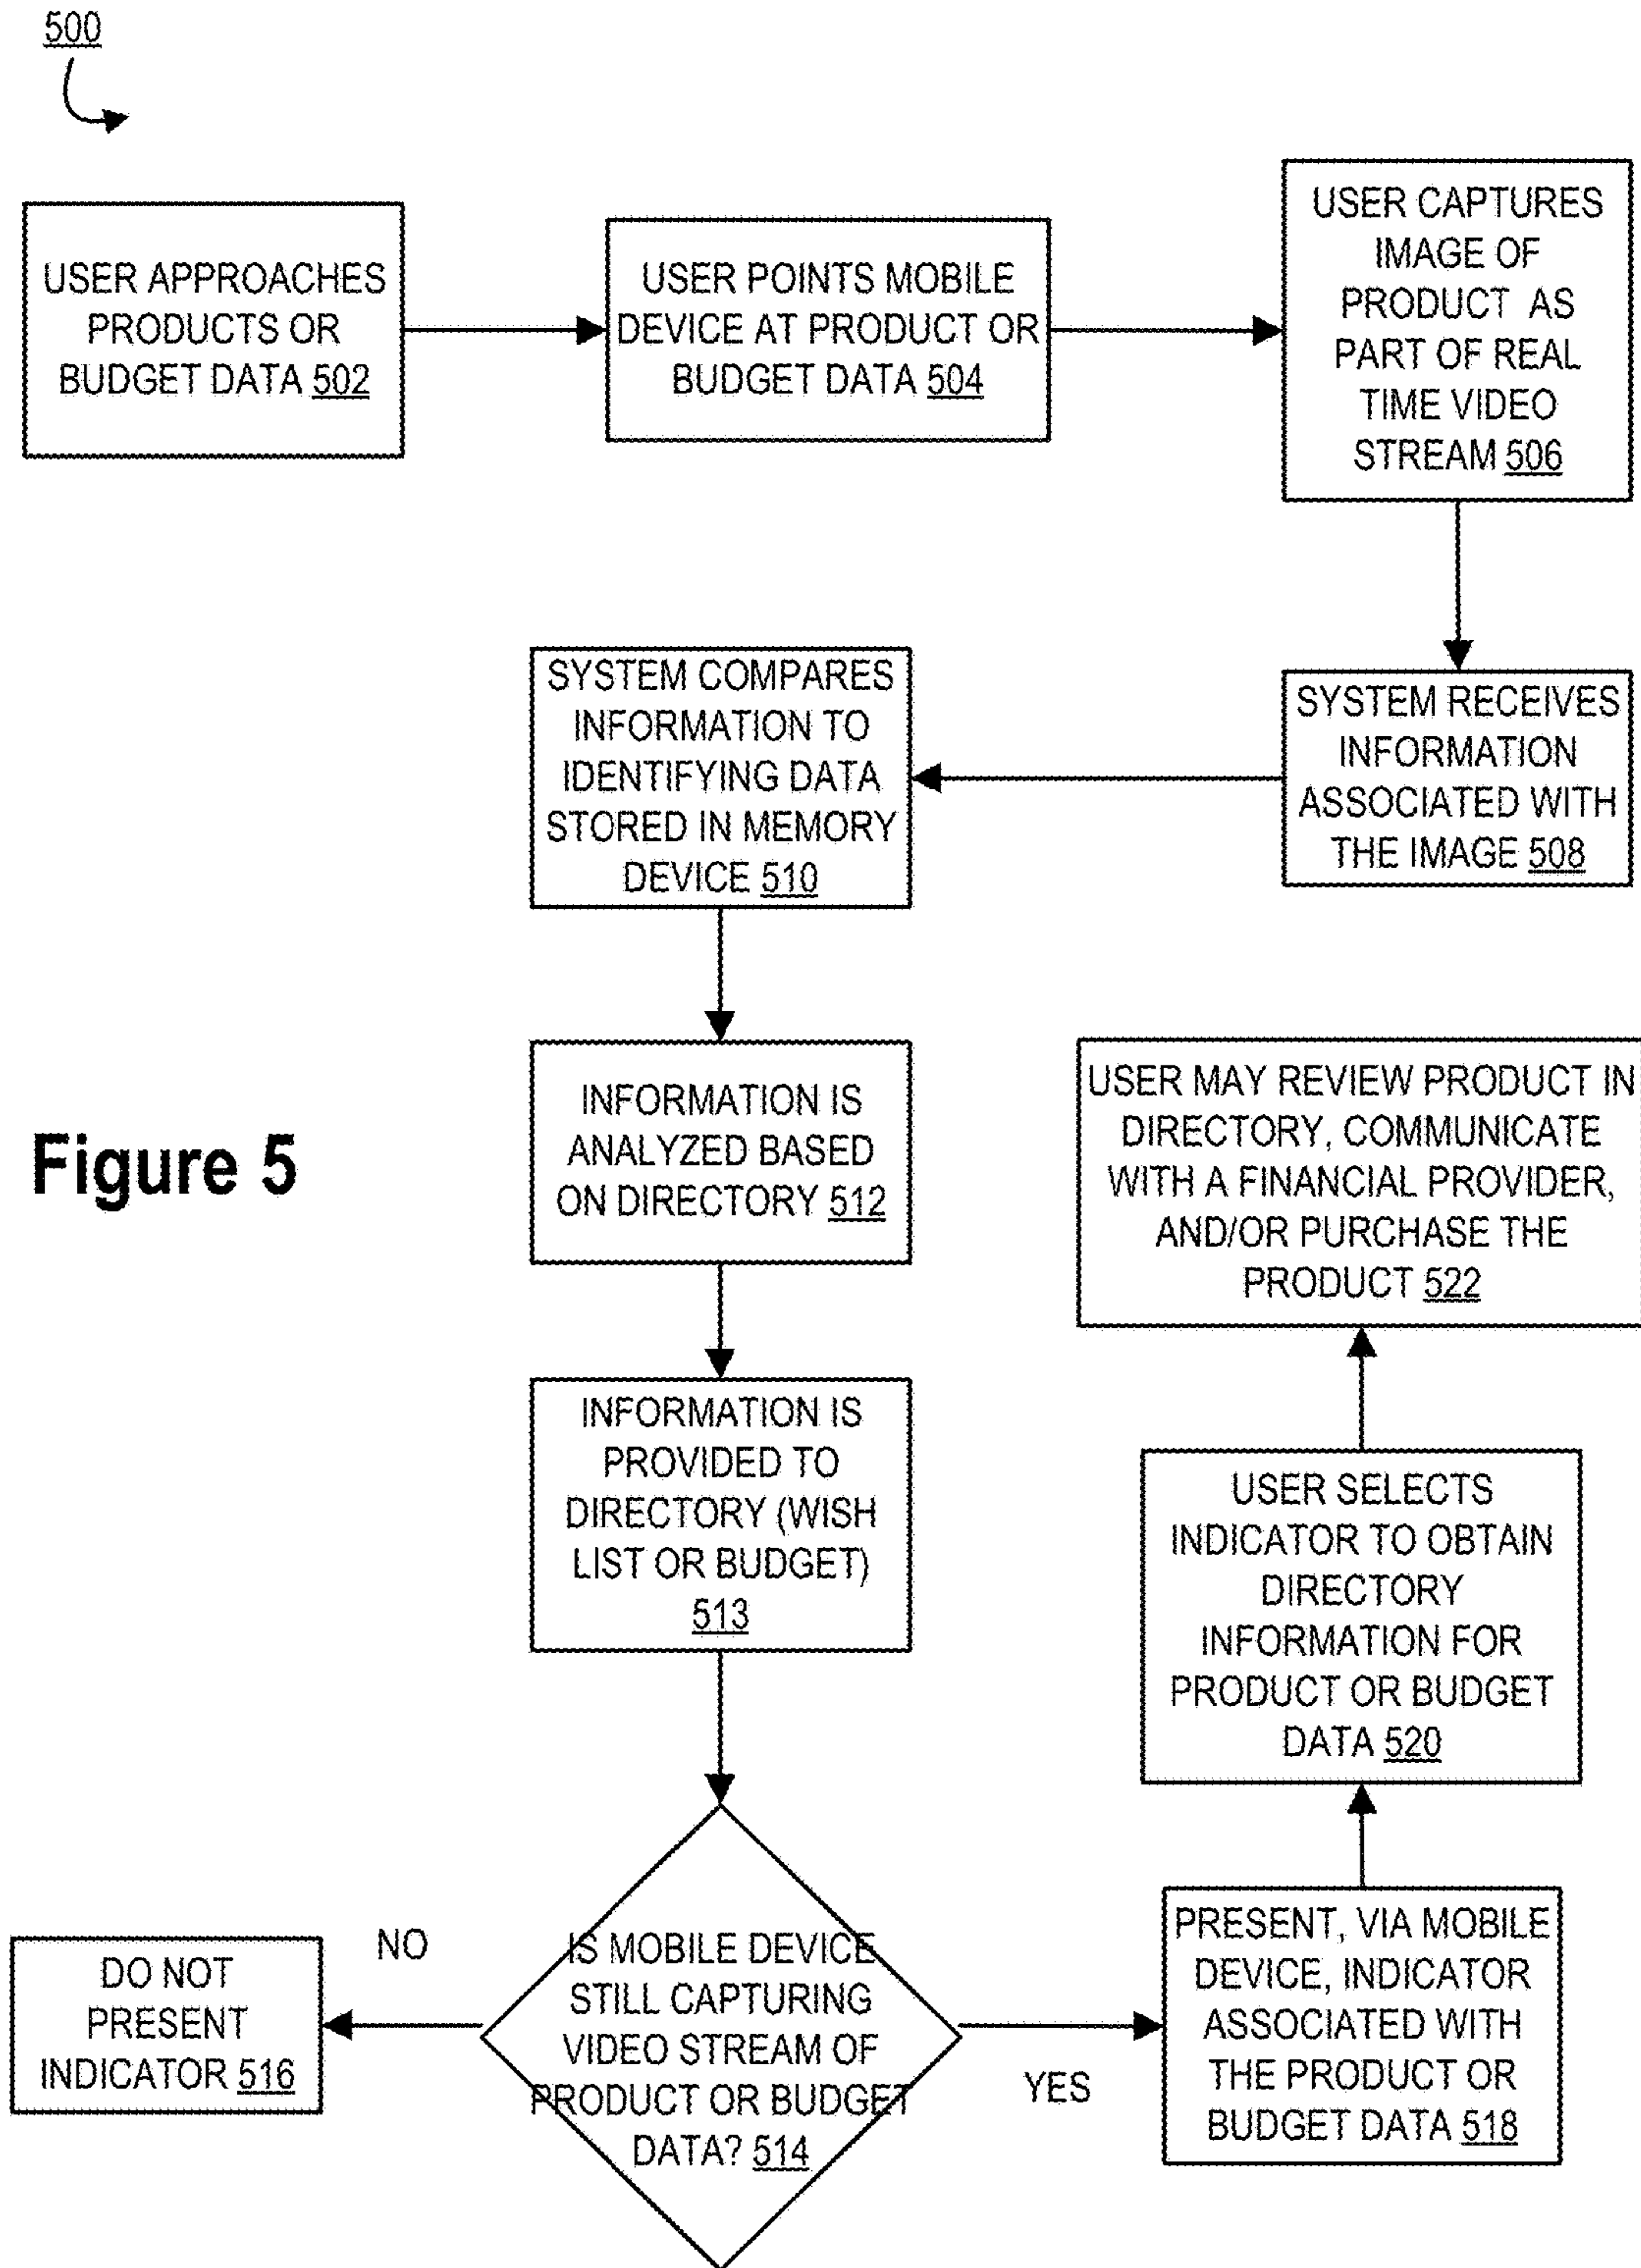 500
USER APPROACHES
PRODUCTS OR
BUDGET DATA 502
USER POINTS MOBILE
DEVICE AT PRODUCT OR
BUDGET DATA 504
USER CAPTURES
IMAGE OF
PRODUCT AS
PART OF REAL
TIME VIDEO
STREAM 506
SYSTEM RECEIVES
INFORMATION
ASSOCIATED WITH
THE IMAGE 508
SYSTEM COMPARES
INFORMATION TO
IDENTIFYING DATA
STORED IN MEMORY
DEVICE 510
INFORMATION IS
ANALYZED BASED
ON DIRECTORY 512
INFORMATION IS
PROVIDED TO
DIRECTORY (WISH
LIST OR BUDGET)
513
IS MOBILE DEVICE
STILL CAPTURING
VIDEO STREAM OF
PRODUCT OR BUDGET
DATA? 514
NO
DO NOT
PRESENT
INDICATOR 516
YES
PRESENT, VIA MOBILE
DEVICE, INDICATOR
ASSOCIATED WITH
THE PRODUCT OR
BUDGET DATA 518
USER SELECTS
INDICATOR TO OBTAIN
DIRECTORY
INFORMATION FOR
PRODUCT OR BUDGET
DATA 520
USER MAY REVIEW PRODUCT IN
DIRECTORY, COMMUNICATE
WITH A FINANCIAL PROVIDER,
AND/OR PURCHASE THE
PRODUCT 522
Figure 5